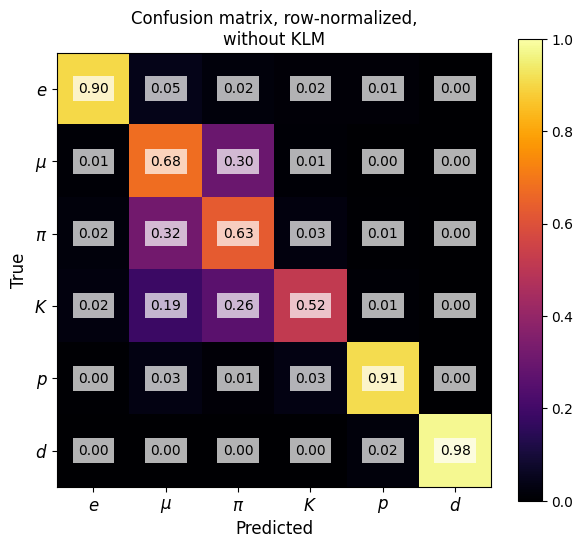 Confusion matrix, row-normalized,
without KLM
e 0.90 0.05 0.02 0.02 0.01 0.00
μ 0.01 0.68 0.30 0.01 0.00 0.00
π 0.02 0.32 0.63 0.03 0.01 0.00
K 0.02 0.19 0.26 0.52 0.01 0.00
p 0.00 0.03 0.01 0.03 0.91 0.00
d 0.00 0.00 0.00 0.00 0.02 0.98
e μ π K p d
True
Predicted
1.0
0.8
0.6
0.4
0.2
0.0